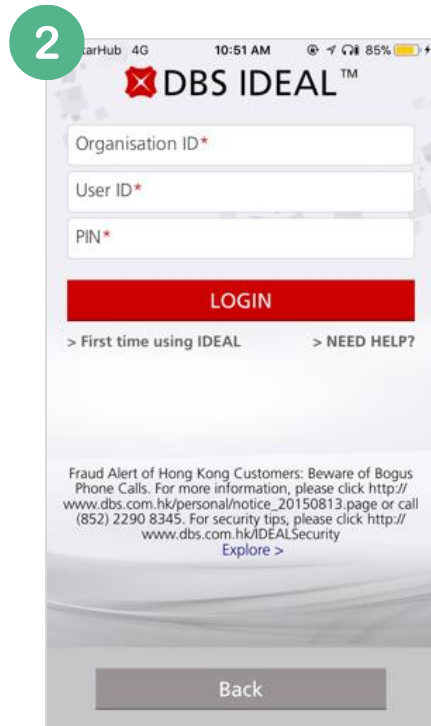 2
arHub 4G 10:51 AM 85%
DBS IDEAL™
Organisation ID*
User ID*
PIN*
LOGIN
> First time using IDEAL > NEED HELP?
Fraud Alert of Hong Kong Customers: Beware of Bogus
Phone Calls. For more information, please click http://
www.dbs.com.hk/personal/notice_20150813.page or call
(852) 2290 8345. For security tips, please click http://
www.dbs.com.hk/IDEALSecurity
Explore >
Back